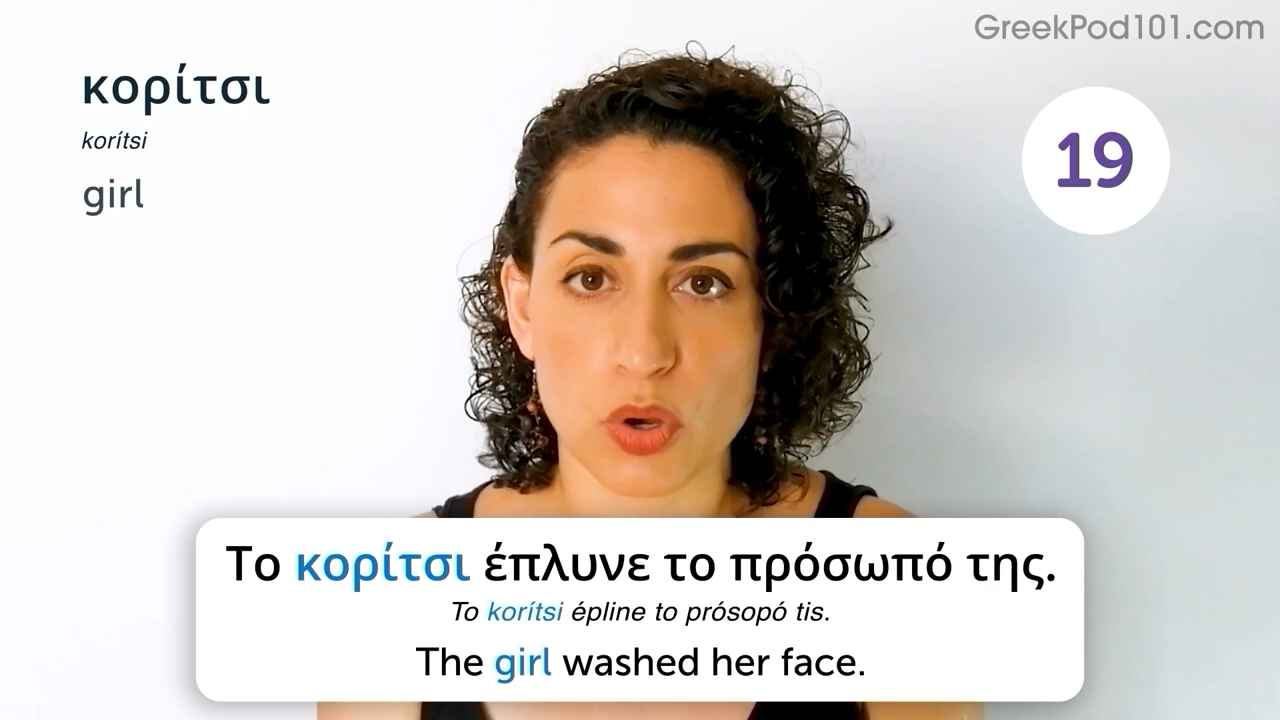 GreekPod101.com
κορίτσι
korítsi
girl
19
Το κορίτσι έπλυνε το πρόσωπό της.
To korítsi épline to prósopó tis.
The girl washed her face.